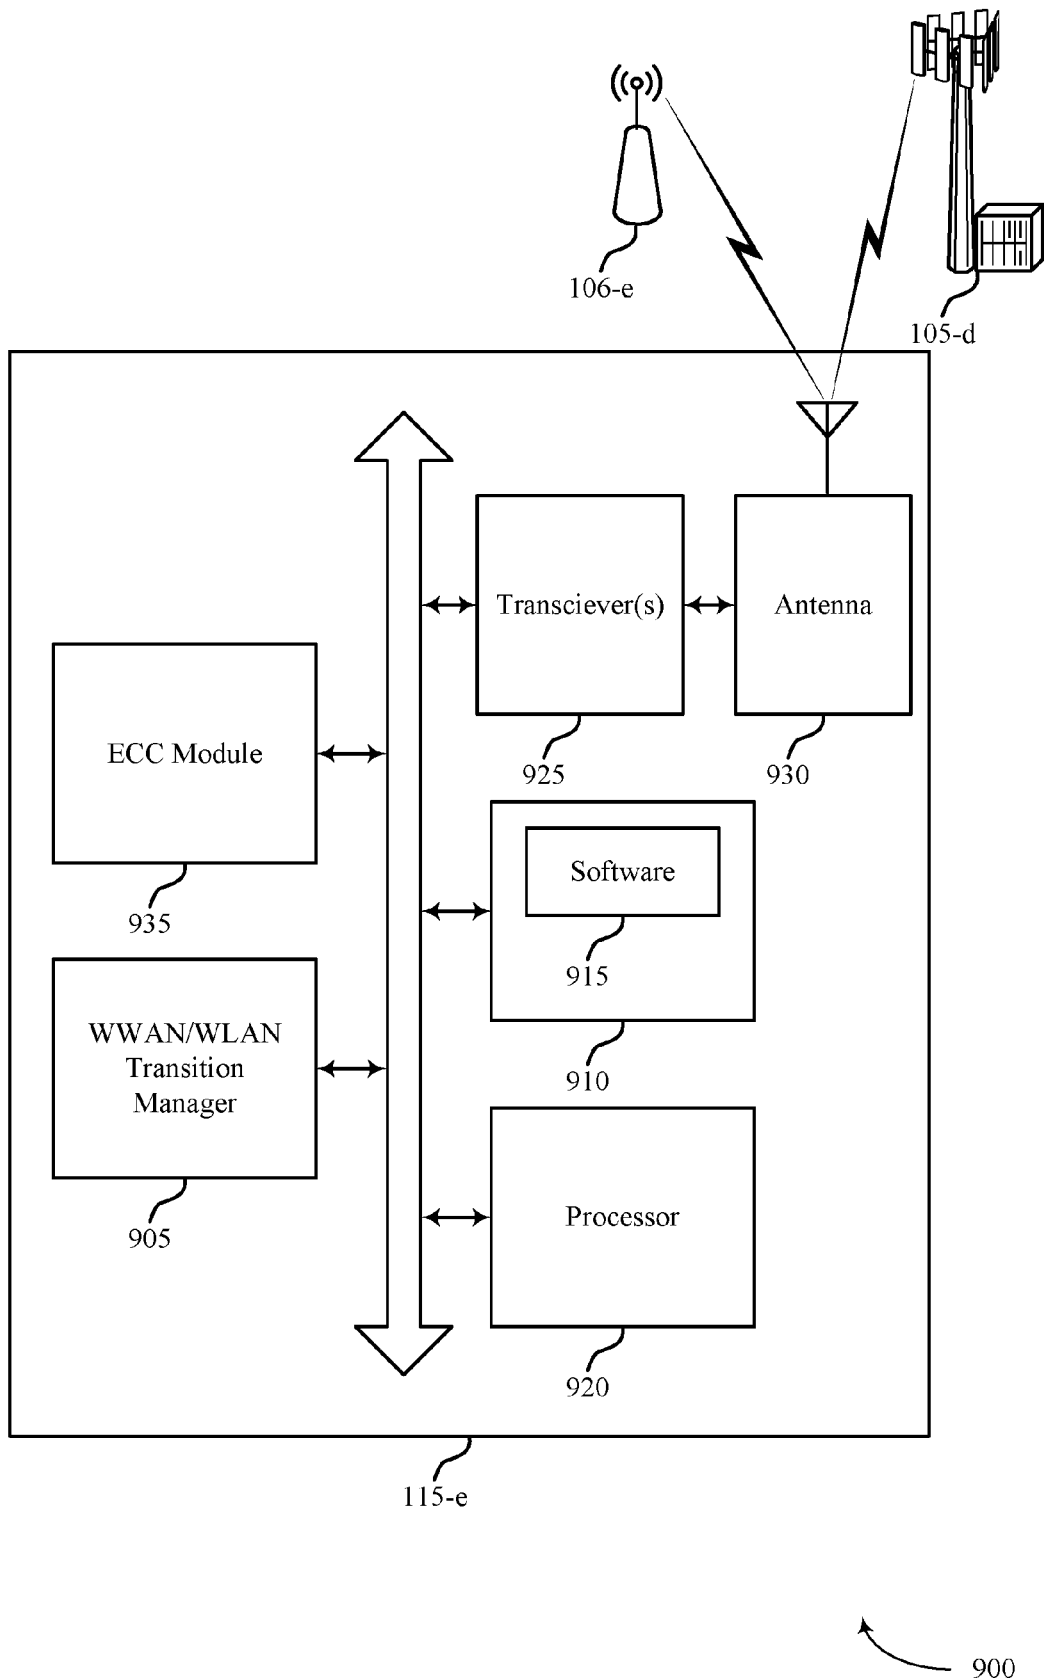 106-e
105-d
Transciever(s)
Antenna
925
930
ECC Module
935
Software
915
910
WWAN/WLAN
Transition
Manager
905
Processor
920
115-e
900